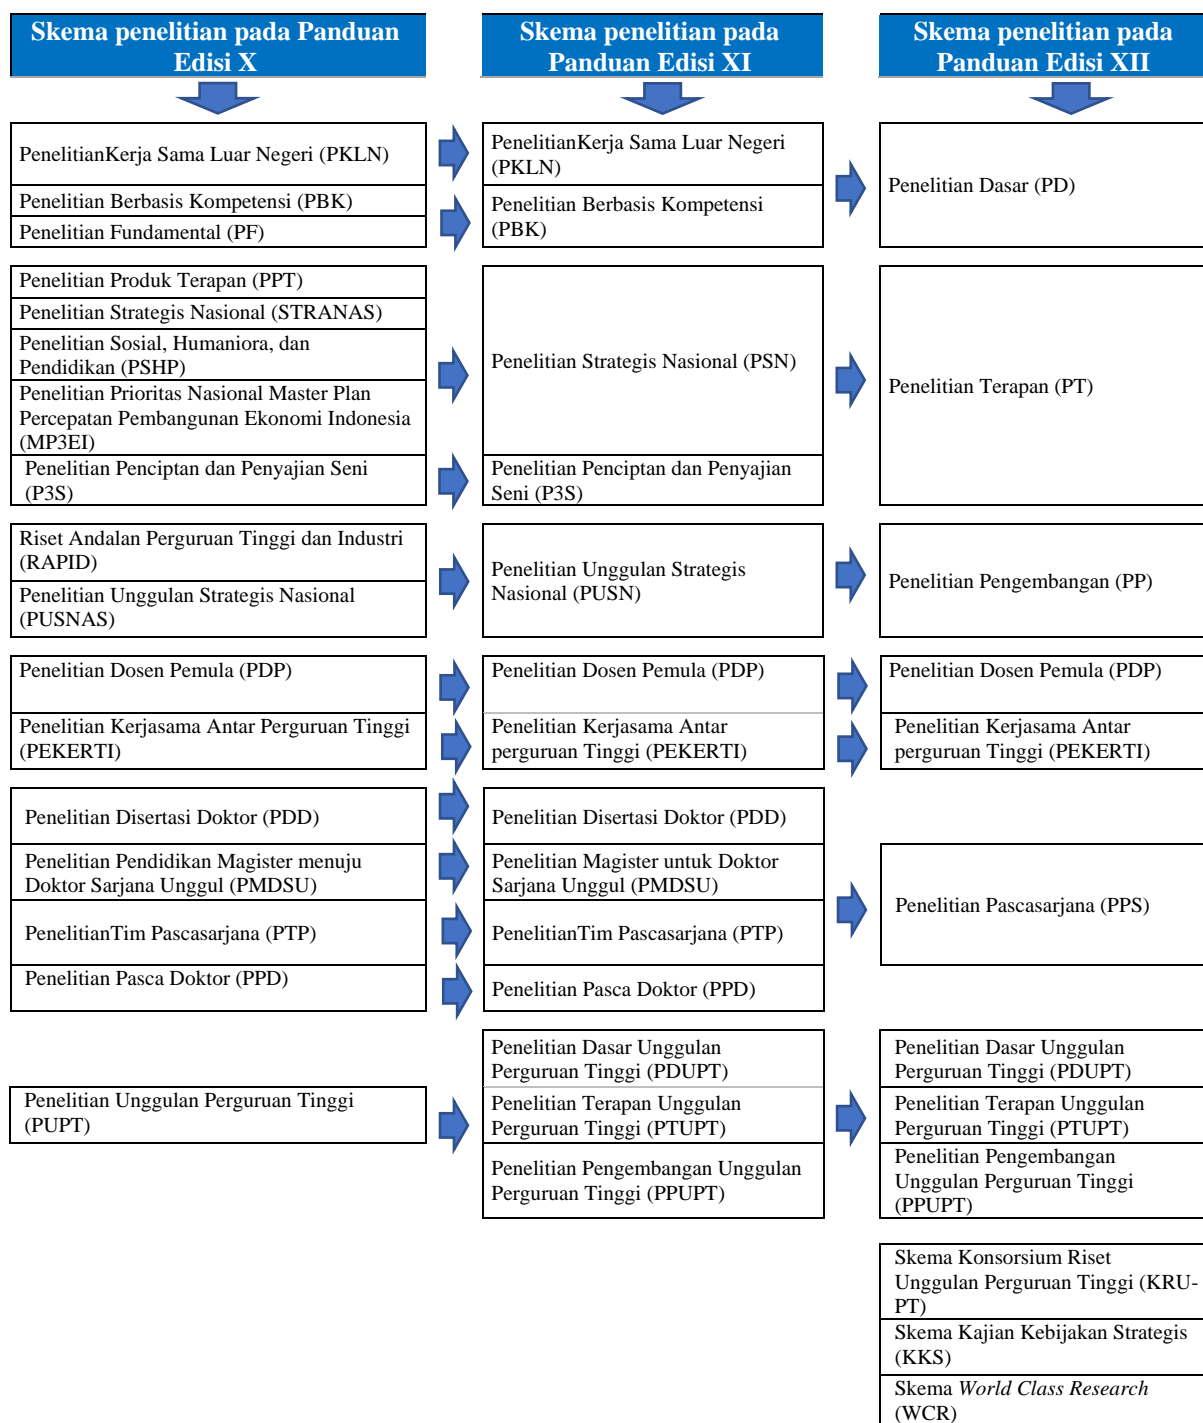 Skema penelitian pada Panduan
Edisi X
Skema penelitian pada
Panduan Edisi XI
Skema penelitian pada
Panduan Edisi XII
PenelitianKerja Sama Luar Negeri (PKLN)
PenelitianKerja Sama Luar Negeri
(PKLN)
Penelitian Dasar (PD)
Penelitian Berbasis Kompetensi (PBK)
Penelitian Fundamental (PF)
Penelitian Berbasis Kompetensi
(PBK)
Penelitian Produk Terapan (PPT)
Penelitian Strategis Nasional (STRANAS)
Penelitian Sosial, Humaniora, dan
Pendidikan (PSHP)
Penelitian Prioritas Nasional Master Plan
Percepatan Pembangunan Ekonomi Indonesia
(MP3EI)
Penelitian Strategis Nasional (PSN)
Penelitian Terapan (PT)
Penelitian Penciptan dan Penyajian Seni
(P3S)
Penelitian Penciptan dan Penyajian
Seni (P3S)
Riset Andalan Perguruan Tinggi dan Industri
(RAPID)
Penelitian Unggulan Strategis Nasional
(PUSNAS)
Penelitian Unggulan Strategis
Nasional (PUSN)
Penelitian Pengembangan (PP)
Penelitian Dosen Pemula (PDP)
Penelitian Dosen Pemula (PDP)
Penelitian Dosen Pemula (PDP)
Penelitian Kerjasama Antar Perguruan Tinggi
(PEKERTI)
Penelitian Kerjasama Antar
perguruan Tinggi (PEKERTI)
Penelitian Kerjasama Antar
perguruan Tinggi (PEKERTI)
Penelitian Disertasi Doktor (PDD)
Penelitian Disertasi Doktor (PDD)
Penelitian Pendidikan Magister menuju
Doktor Sarjana Unggul (PMDSU)
Penelitian Magister untuk Doktor
Sarjana Unggul (PMDSU)
Penelitian Pascasarjana (PPS)
PenelitianTim Pascasarjana (PTP)
PenelitianTim Pascasarjana (PTP)
Penelitian Pasca Doktor (PPD)
Penelitian Pasca Doktor (PPD)
Penelitian Unggulan Perguruan Tinggi
(PUPT)
Penelitian Dasar Unggulan
Perguruan Tinggi (PDUPT)
Penelitian Terapan Unggulan
Perguruan Tinggi (PTUPT)
Penelitian Pengembangan Unggulan
Perguruan Tinggi (PPUPT)
Penelitian Dasar Unggulan
Perguruan Tinggi (PDUPT)
Penelitian Terapan Unggulan
Perguruan Tinggi (PTUPT)
Penelitian Pengembangan
Unggulan Perguruan Tinggi
(PPUPT)
Skema Konsorsium Riset
Unggulan Perguruan Tinggi (KRU-
PT)
Skema Kajian Kebijakan Strategis
(KKS)
Skema World Class Research
(WCR)